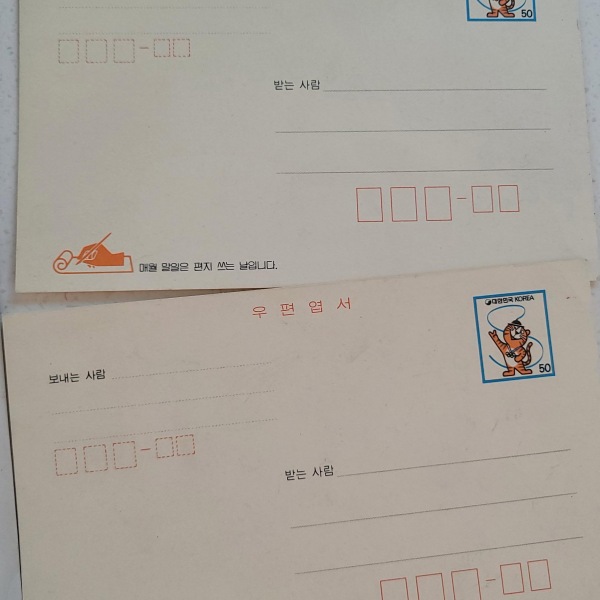 50
받는 사람
매월 말일은 편지 쓰는 날입니다.
우편엽서
대한민국 KOREA
50
보내는 사람
받는 사람